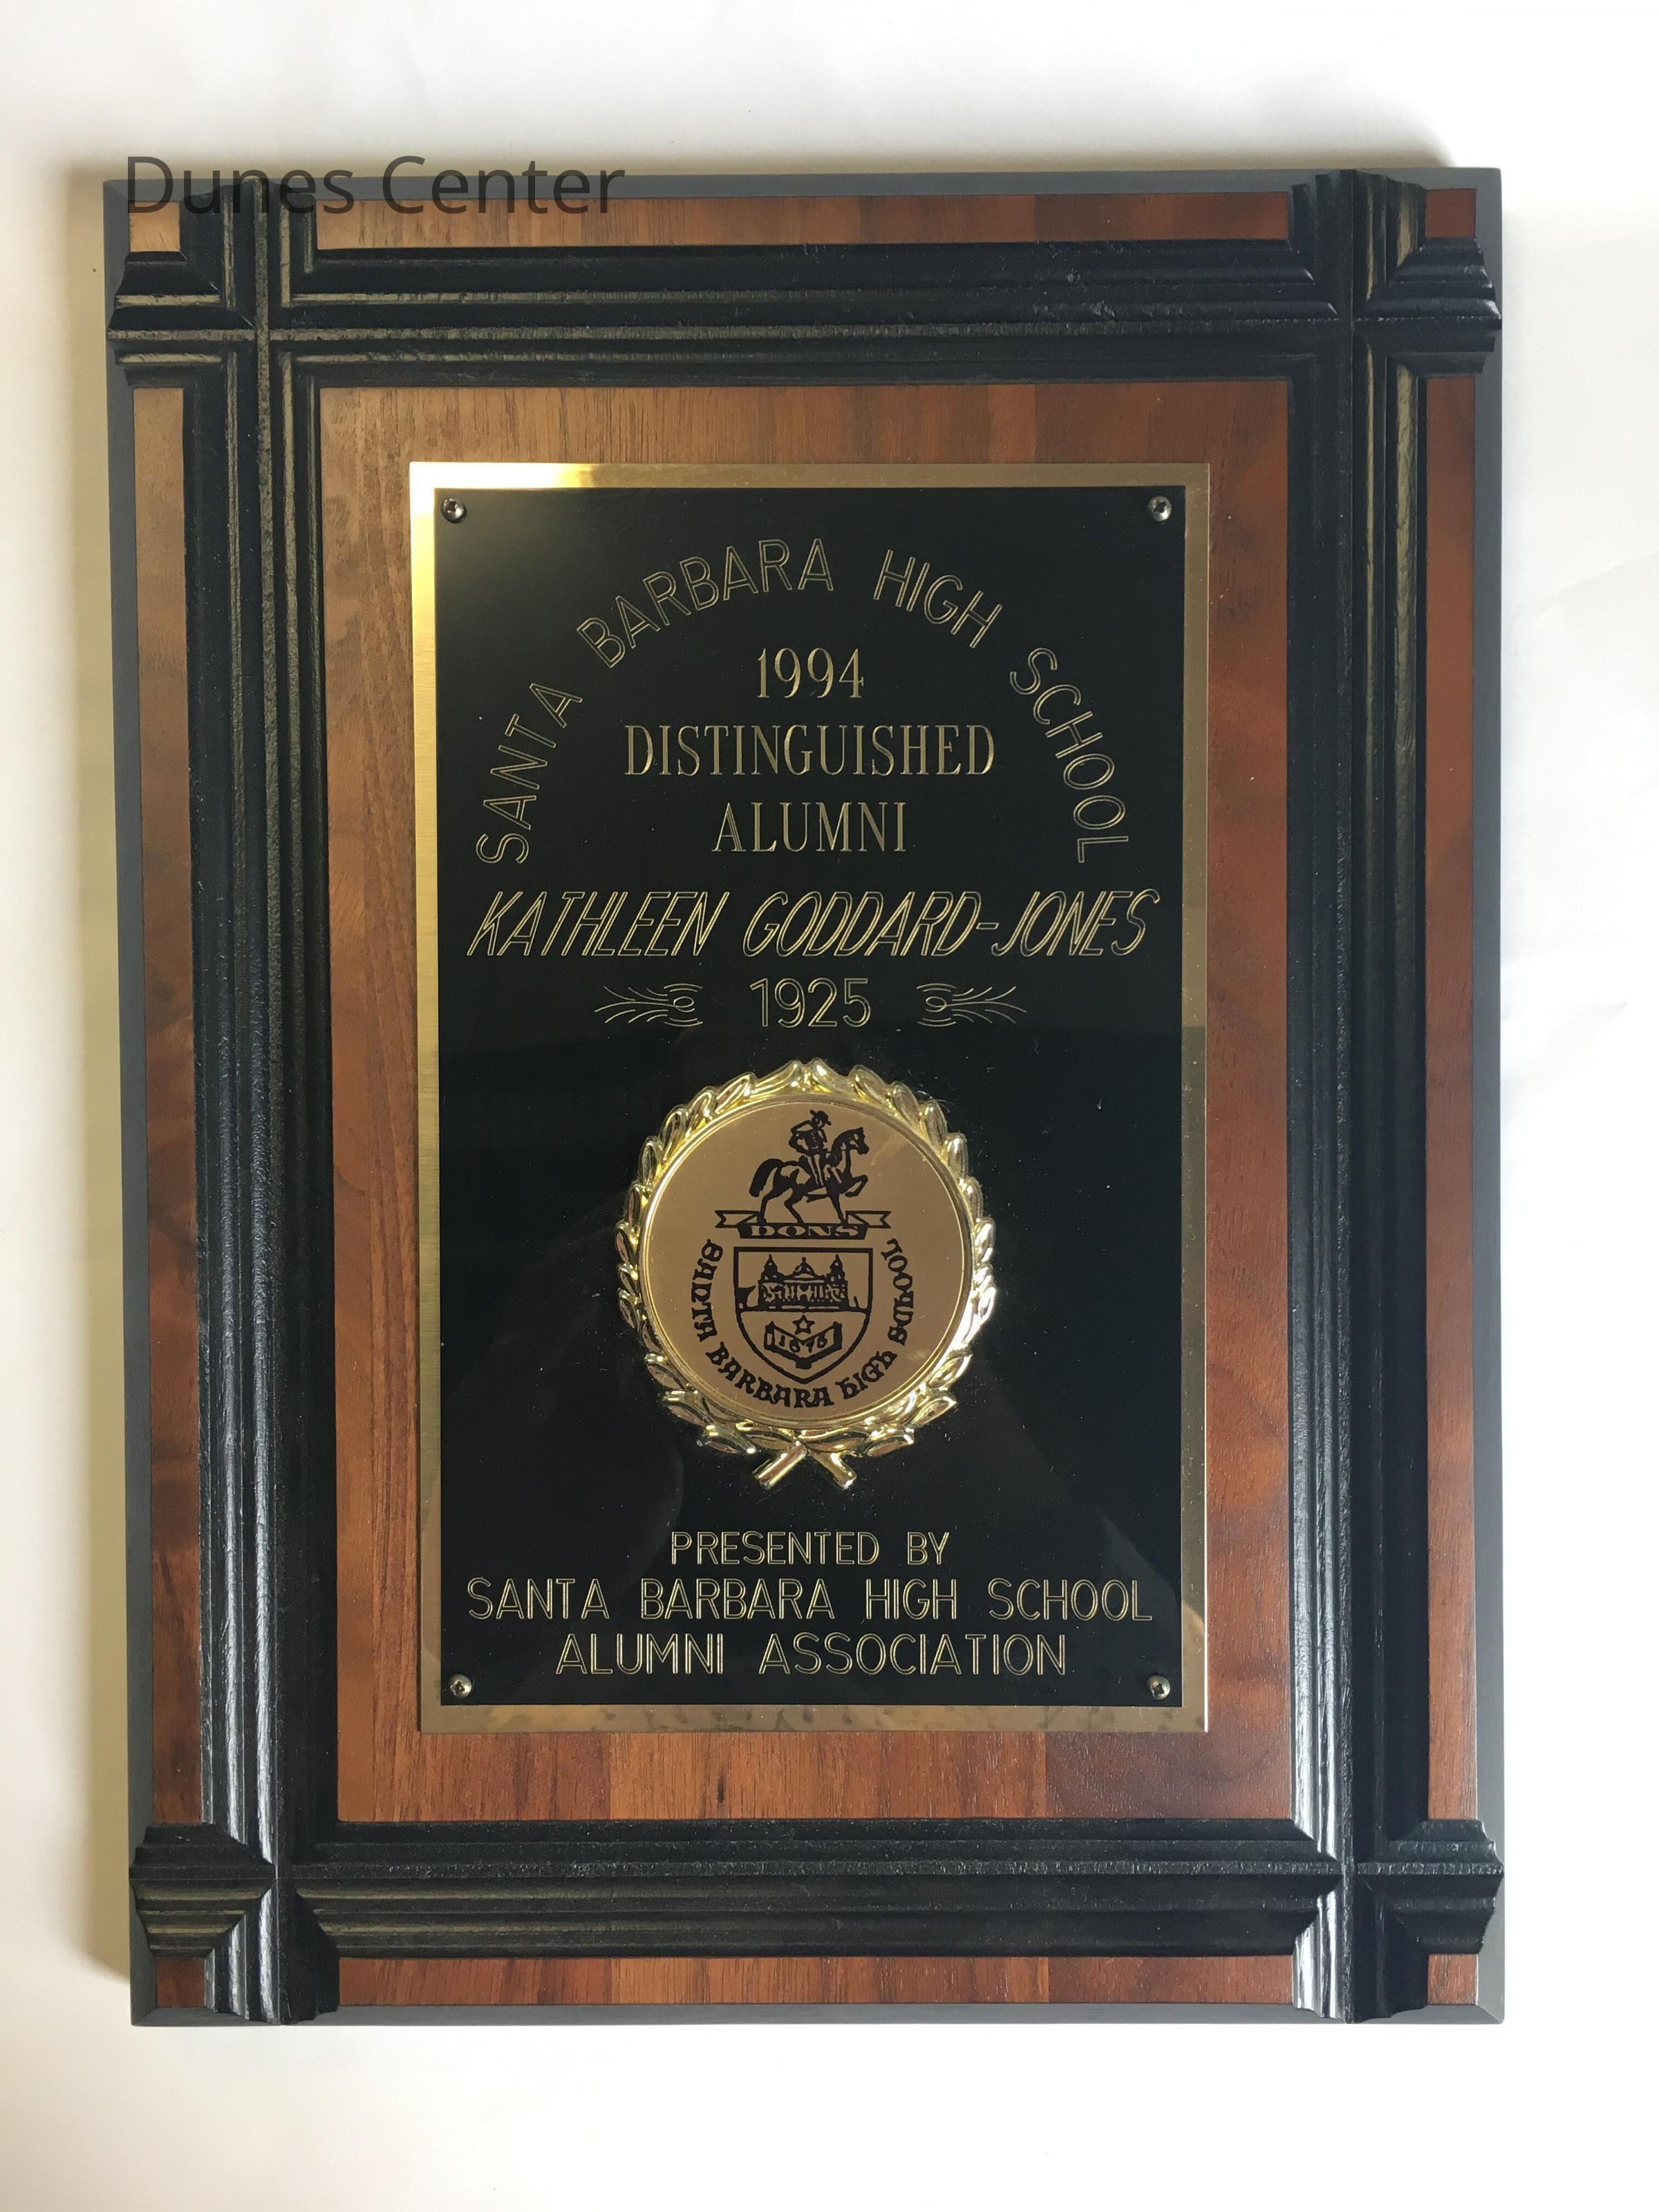 Dunes Center
SANTA BARBARA HIGH SCHOOL
1994
DISTINGUISHED
ALUMNI
KATHLEEN GODDARD-JONES
1925
DONS
1875
SANTA BARBARA HIGH SCHOOL
PRESENTED BY
SANTA BARBARA HIGH SCHOOL
ALUMNI ASSOCIATION